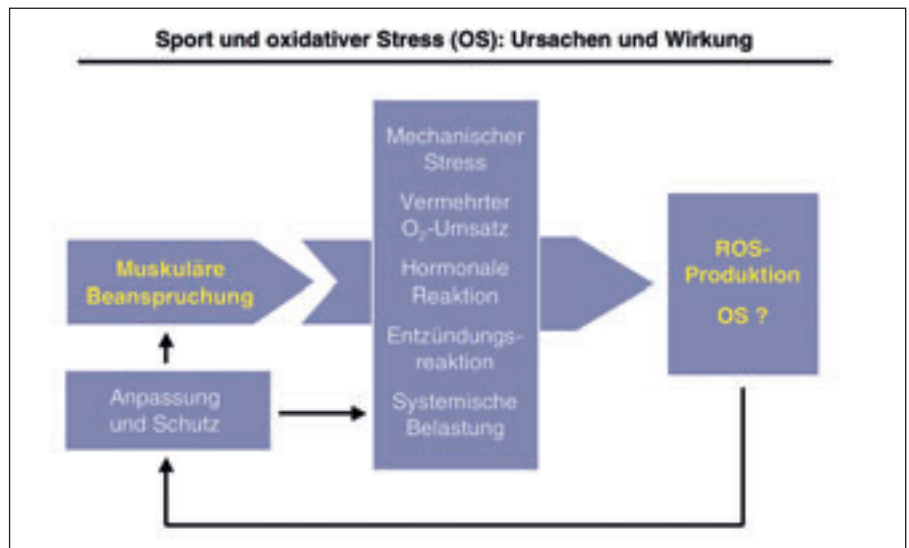 Sport und oxidativer Stress (OS): Ursachen und Wirkung
Mechanischer
Stress
Vermehrter
O₂-Umsatz
Hormonale
Reaktion
Entzündungs-
reaktion
Systemische
Belastung
Muskuläre
Beanspruchung
Anpassung
und Schutz
ROS-
Produktion
OS ?